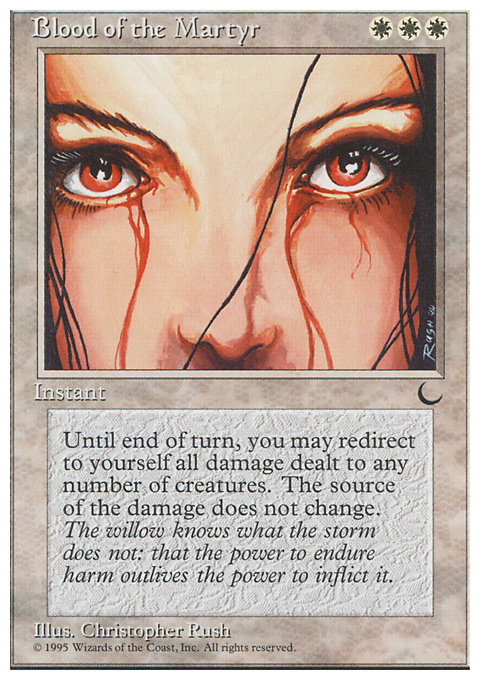 Blood of the Martyr
RUSH '94
Instant
Until end of turn, you may redirect
to yourself all damage dealt to any
number of creatures. The source
of the damage does not change.
The willow knows what the storm
does not: that the power to endure
harm outlives the power to inflict it.
Illus. Christopher Rush
© 1995 Wizards of the Coast, Inc. All rights reserved.